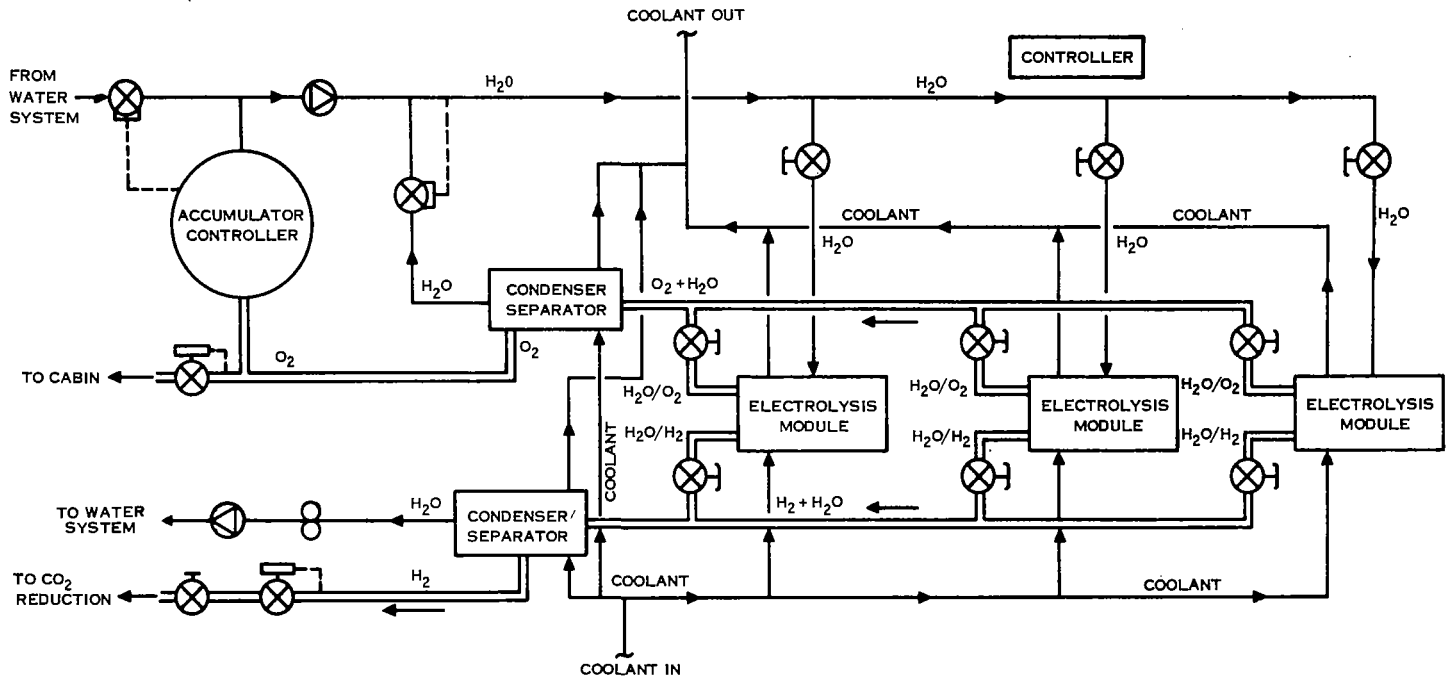 COOLANT OUT
CONTROLLER
FROM
WATER
SYSTEM
H₂O
H₂O
ACCUMULATOR
CONTROLLER
COOLANT
COOLANT
H₂O
H₂O
H₂O
H₂O
CONDENSER
SEPARATOR
O₂ + H₂O
O₂
O₂
TO CABIN
H₂O/O₂
H₂O/O₂
H₂O/O₂
ELECTROLYSIS
MODULE
ELECTROLYSIS
MODULE
ELECTROLYSIS
MODULE
H₂O/H₂
H₂O/H₂
H₂O/H₂
COOLANT
H₂ + H₂O
TO WATER
SYSTEM
H₂O
CONDENSER/
SEPARATOR
TO CO₂
REDUCTION
H₂
COOLANT
COOLANT
COOLANT IN